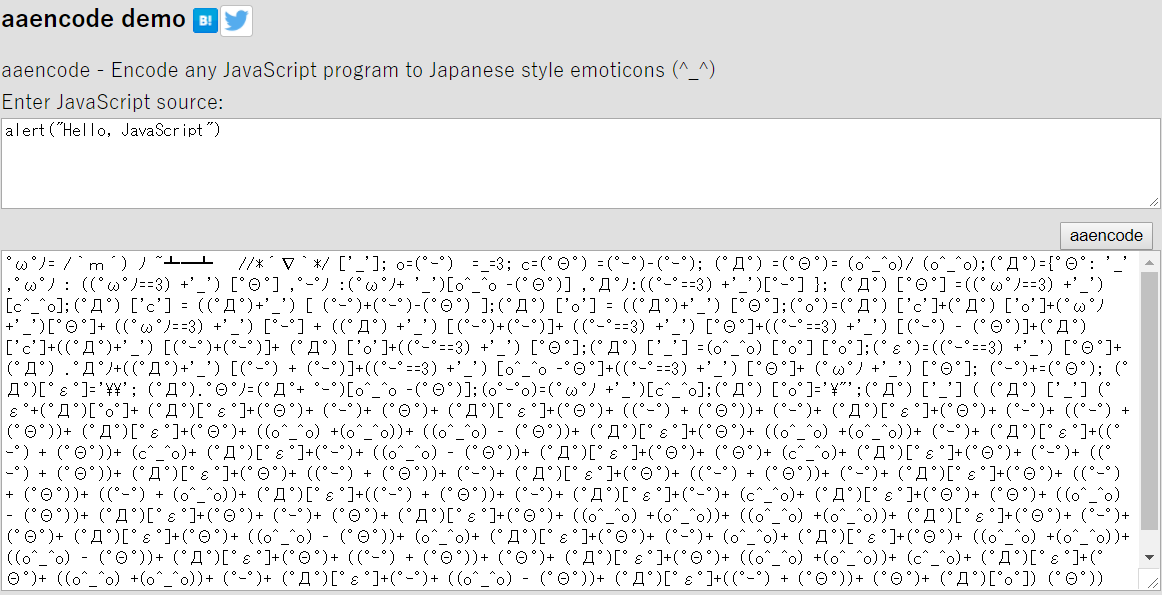 aaencode demo B!
aaencode - Encode any JavaScript program to Japanese style emoticons (^_^)
Enter JavaScript source:
alert("Hello, JavaScript")
aaencode
ﾟωﾟﾉ= /｀ｍ´）ﾉ ~┻━┻   //*´∇｀*/ ['_']; o=(ﾟｰﾟ)  =_=3; c=(ﾟΘﾟ) =(ﾟｰﾟ)-(ﾟｰﾟ); (ﾟДﾟ) =(ﾟΘﾟ)= (o^_^o)/ (o^_^o);(ﾟДﾟ)={ﾟΘﾟ: '_'
,ﾟωﾟﾉ : ((ﾟωﾟﾉ==3) +'_') [ﾟΘﾟ] ,ﾟｰﾟﾉ :(ﾟωﾟﾉ+ '_')[o^_^o -(ﾟΘﾟ)] ,ﾟДﾟﾉ:((ﾟｰﾟ==3) +'_')[ﾟｰﾟ] }; (ﾟДﾟ) [ﾟΘﾟ] =((ﾟωﾟﾉ==3) +'_')
[c^_^o];(ﾟДﾟ) ['c'] = ((ﾟДﾟ)+'_') [ (ﾟｰﾟ)+(ﾟｰﾟ)-(ﾟΘﾟ) ];(ﾟДﾟ) ['o'] = ((ﾟДﾟ)+'_') [ﾟΘﾟ];(ﾟoﾟ)=(ﾟДﾟ) ['c']+(ﾟДﾟ) ['o']+(ﾟωﾟﾉ
+'_')[ﾟΘﾟ]+ ((ﾟωﾟﾉ==3) +'_') [ﾟｰﾟ] + ((ﾟДﾟ) +'_') [(ﾟｰﾟ)+(ﾟｰﾟ)]+ ((ﾟｰﾟ==3) +'_') [ﾟΘﾟ]+((ﾟｰﾟ==3) +'_') [(ﾟｰﾟ) - (ﾟΘﾟ)]+(ﾟДﾟ)
['c']+((ﾟДﾟ)+'_') [(ﾟｰﾟ)+(ﾟｰﾟ)]+ (ﾟДﾟ) ['o']+((ﾟｰﾟ==3) +'_') [ﾟΘﾟ];(ﾟДﾟ) ['_'] =(o^_^o) [ﾟoﾟ] [ﾟoﾟ];(ﾟεﾟ)=((ﾟｰﾟ==3) +'_') [ﾟΘﾟ]+
(ﾟДﾟ) .ﾟДﾟﾉ+((ﾟДﾟ)+'_') [(ﾟｰﾟ) + (ﾟｰﾟ)]+((ﾟｰﾟ==3) +'_') [o^_^o -ﾟΘﾟ]+((ﾟｰﾟ==3) +'_') [ﾟΘﾟ]+ (ﾟωﾟﾉ +'_') [ﾟΘﾟ]; (ﾟｰﾟ)+=(ﾟΘﾟ); (ﾟ
Дﾟ)[ﾟεﾟ]='\\'; (ﾟДﾟ).ﾟΘﾟﾉ=(ﾟДﾟ+ ﾟｰﾟ)[o^_^o -(ﾟΘﾟ)];(oﾟｰﾟo)=(ﾟωﾟﾉ +'_')[c^_^o];(ﾟДﾟ) [ﾟoﾟ]='\"';(ﾟДﾟ) ['_'] ( (ﾟДﾟ) ['_'] (ﾟ
εﾟ+(ﾟДﾟ)[ﾟoﾟ]+ (ﾟДﾟ)[ﾟεﾟ]+(ﾟΘﾟ)+ (ﾟｰﾟ)+ (ﾟΘﾟ)+ (ﾟДﾟ)[ﾟεﾟ]+(ﾟΘﾟ)+ ((ﾟｰﾟ) + (ﾟΘﾟ))+ (ﾟｰﾟ)+ (ﾟДﾟ)[ﾟεﾟ]+(ﾟΘﾟ)+ (ﾟｰﾟ)+ ((ﾟｰﾟ) +
(ﾟΘﾟ))+ (ﾟДﾟ)[ﾟεﾟ]+(ﾟΘﾟ)+ ((o^_^o) +(o^_^o))+ ((o^_^o) - (ﾟΘﾟ))+ (ﾟДﾟ)[ﾟεﾟ]+(ﾟΘﾟ)+ ((o^_^o) +(o^_^o))+ (ﾟｰﾟ)+ (ﾟДﾟ)[ﾟεﾟ]+((ﾟ
ｰﾟ) + (ﾟΘﾟ))+ (c^_^o)+ (ﾟДﾟ)[ﾟεﾟ]+(ﾟｰﾟ)+ ((o^_^o) - (ﾟΘﾟ))+ (ﾟДﾟ)[ﾟεﾟ]+(ﾟΘﾟ)+ (ﾟΘﾟ)+ (c^_^o)+ (ﾟДﾟ)[ﾟεﾟ]+(ﾟΘﾟ)+ (ﾟｰﾟ)+ ((ﾟ
ｰﾟ) + (ﾟΘﾟ))+ (ﾟДﾟ)[ﾟεﾟ]+(ﾟΘﾟ)+ ((ﾟｰﾟ) + (ﾟΘﾟ))+ (ﾟｰﾟ)+ (ﾟДﾟ)[ﾟεﾟ]+(ﾟΘﾟ)+ ((ﾟｰﾟ) + (ﾟΘﾟ))+ (ﾟｰﾟ)+ (ﾟДﾟ)[ﾟεﾟ]+(ﾟΘﾟ)+ ((ﾟｰﾟ)
+ (ﾟΘﾟ))+ ((ﾟｰﾟ) + (o^_^o))+ (ﾟДﾟ)[ﾟεﾟ]+((ﾟｰﾟ) + (ﾟΘﾟ))+ (ﾟｰﾟ)+ (ﾟДﾟ)[ﾟεﾟ]+(ﾟｰﾟ)+ (c^_^o)+ (ﾟДﾟ)[ﾟεﾟ]+(ﾟΘﾟ)+ (ﾟΘﾟ)+ ((o^_^o)
- (ﾟΘﾟ))+ (ﾟДﾟ)[ﾟεﾟ]+(ﾟΘﾟ)+ (ﾟｰﾟ)+ (ﾟΘﾟ)+ (ﾟДﾟ)[ﾟεﾟ]+(ﾟΘﾟ)+ ((o^_^o) +(o^_^o))+ ((o^_^o) +(o^_^o))+ (ﾟДﾟ)[ﾟεﾟ]+(ﾟΘﾟ)+ (ﾟｰﾟ)+
(ﾟΘﾟ)+ (ﾟДﾟ)[ﾟεﾟ]+(ﾟΘﾟ)+ ((o^_^o) - (ﾟΘﾟ))+ (o^_^o)+ (ﾟДﾟ)[ﾟεﾟ]+(ﾟΘﾟ)+ (ﾟｰﾟ)+ (o^_^o)+ (ﾟДﾟ)[ﾟεﾟ]+(ﾟΘﾟ)+ ((o^_^o) +(o^_^o))+
((o^_^o) - (ﾟΘﾟ))+ (ﾟДﾟ)[ﾟεﾟ]+(ﾟΘﾟ)+ ((ﾟｰﾟ) + (ﾟΘﾟ))+ (ﾟΘﾟ)+ (ﾟДﾟ)[ﾟεﾟ]+(ﾟΘﾟ)+ ((o^_^o) +(o^_^o))+ (c^_^o)+ (ﾟДﾟ)[ﾟεﾟ]+(ﾟ
Θﾟ)+ ((o^_^o) +(o^_^o))+ (ﾟｰﾟ)+ (ﾟДﾟ)[ﾟεﾟ]+(ﾟｰﾟ)+ ((o^_^o) - (ﾟΘﾟ))+ (ﾟДﾟ)[ﾟεﾟ]+((ﾟｰﾟ) + (ﾟΘﾟ))+ (ﾟΘﾟ)+ (ﾟДﾟ)[ﾟoﾟ]) (ﾟΘﾟ))